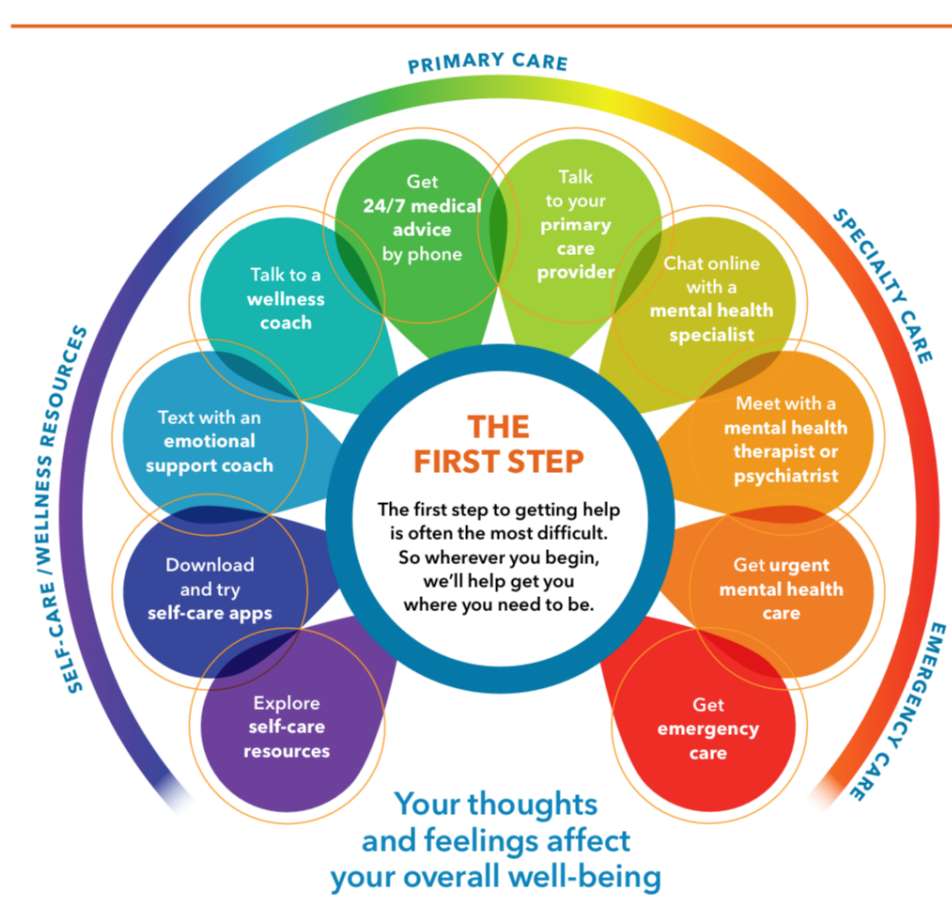 PRIMARY CARE
SPECIALTY CARE
EMERGENCY CARE
SELF-CARE / WELLNESS RESOURCES
Explore
self-care
resources
Download
and try
self-care apps
Text with an
emotional
support coach
Talk to a
wellness
coach
Get
24/7 medical
advice
by phone
Talk
to your
primary
care
provider
Chat online
with a
mental health
specialist
Meet with a
mental health
therapist or
psychiatrist
Get urgent
mental health
care
Get
emergency
care
THE
FIRST STEP
The first step to getting help
is often the most difficult.
So wherever you begin,
we'll help get you
where you need to be.
Your thoughts
and feelings affect
your overall well-being